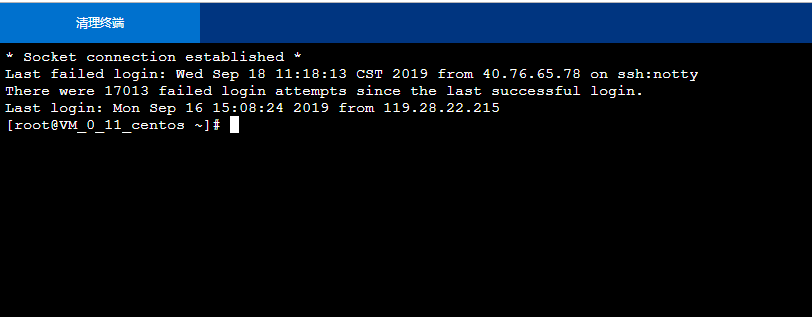 清理终端
* Socket connection established *
Last failed login: Wed Sep 18 11:18:13 CST 2019 from 40.76.65.78 on ssh:notty
There were 17013 failed login attempts since the last successful login.
Last login: Mon Sep 16 15:08:24 2019 from 119.28.22.215
[root@VM_0_11_centos ~]#